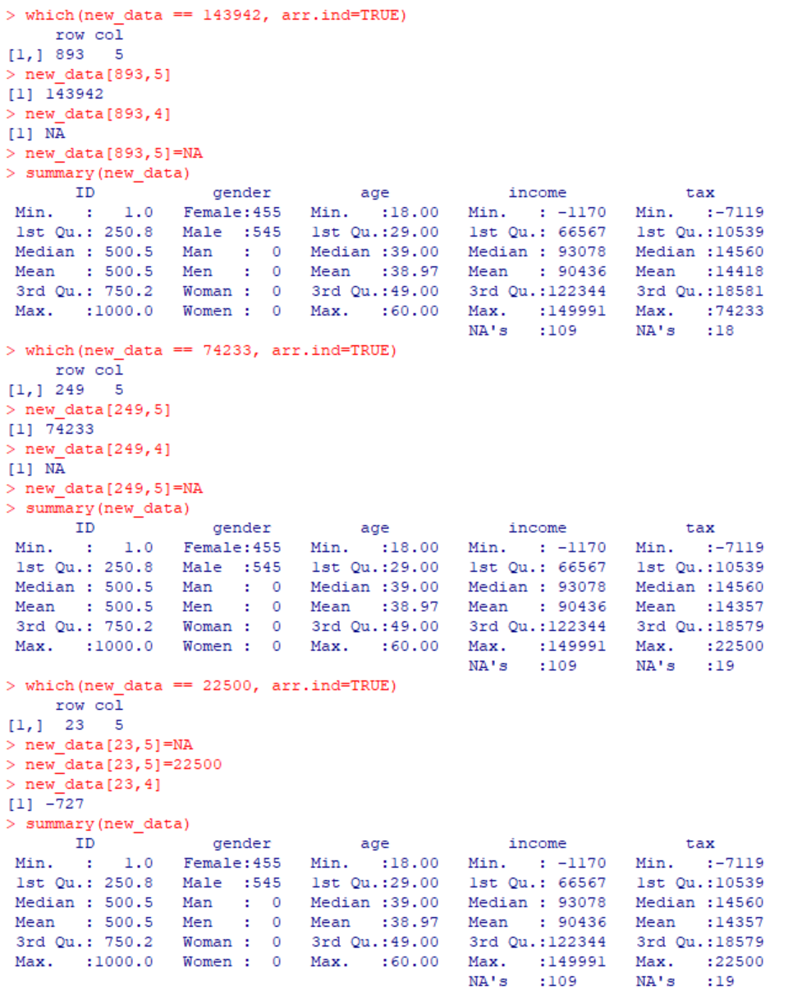 > which(new_data == 143942, arr.ind=TRUE)
     row col
[1,] 893   5
> new_data[893,5]
[1] 143942
> new_data[893,4]
[1] NA
> new_data[893,5]=NA
> summary(new_data)
       ID            gender         age            income            tax
 Min.   :   1.0   Female:455   Min.   :18.00   Min.   : -1170   Min.   :-7119
 1st Qu.: 250.8   Male  :545   1st Qu.:29.00   1st Qu.: 66567   1st Qu.:10539
 Median : 500.5   Man   :  0   Median :39.00   Median : 93078   Median :14560
 Mean   : 500.5   Men   :  0   Mean   :38.97   Mean   : 90436   Mean   :14418
 3rd Qu.: 750.2   Woman :  0   3rd Qu.:49.00   3rd Qu.:122344   3rd Qu.:18581
 Max.   :1000.0   Women :  0   Max.   :60.00   Max.   :149991   Max.   :74233
                                               NA's   :109      NA's   :18
> which(new_data == 74233, arr.ind=TRUE)
     row col
[1,] 249   5
> new_data[249,5]
[1] 74233
> new_data[249,4]
[1] NA
> new_data[249,5]=NA
> summary(new_data)
       ID            gender         age            income            tax
 Min.   :   1.0   Female:455   Min.   :18.00   Min.   : -1170   Min.   :-7119
 1st Qu.: 250.8   Male  :545   1st Qu.:29.00   1st Qu.: 66567   1st Qu.:10539
 Median : 500.5   Man   :  0   Median :39.00   Median : 93078   Median :14560
 Mean   : 500.5   Men   :  0   Mean   :38.97   Mean   : 90436   Mean   :14357
 3rd Qu.: 750.2   Woman :  0   3rd Qu.:49.00   3rd Qu.:122344   3rd Qu.:18579
 Max.   :1000.0   Women :  0   Max.   :60.00   Max.   :149991   Max.   :22500
                                               NA's   :109      NA's   :19
> which(new_data == 22500, arr.ind=TRUE)
     row col
[1,]  23   5
> new_data[23,5]=NA
> new_data[23,5]=22500
> new_data[23,4]
[1] -727
> summary(new_data)
       ID            gender         age            income            tax
 Min.   :   1.0   Female:455   Min.   :18.00   Min.   : -1170   Min.   :-7119
 1st Qu.: 250.8   Male  :545   1st Qu.:29.00   1st Qu.: 66567   1st Qu.:10539
 Median : 500.5   Man   :  0   Median :39.00   Median : 93078   Median :14560
 Mean   : 500.5   Men   :  0   Mean   :38.97   Mean   : 90436   Mean   :14357
 3rd Qu.: 750.2   Woman :  0   3rd Qu.:49.00   3rd Qu.:122344   3rd Qu.:18579
 Max.   :1000.0   Women :  0   Max.   :60.00   Max.   :149991   Max.   :22500
                                               NA's   :109      NA's   :19